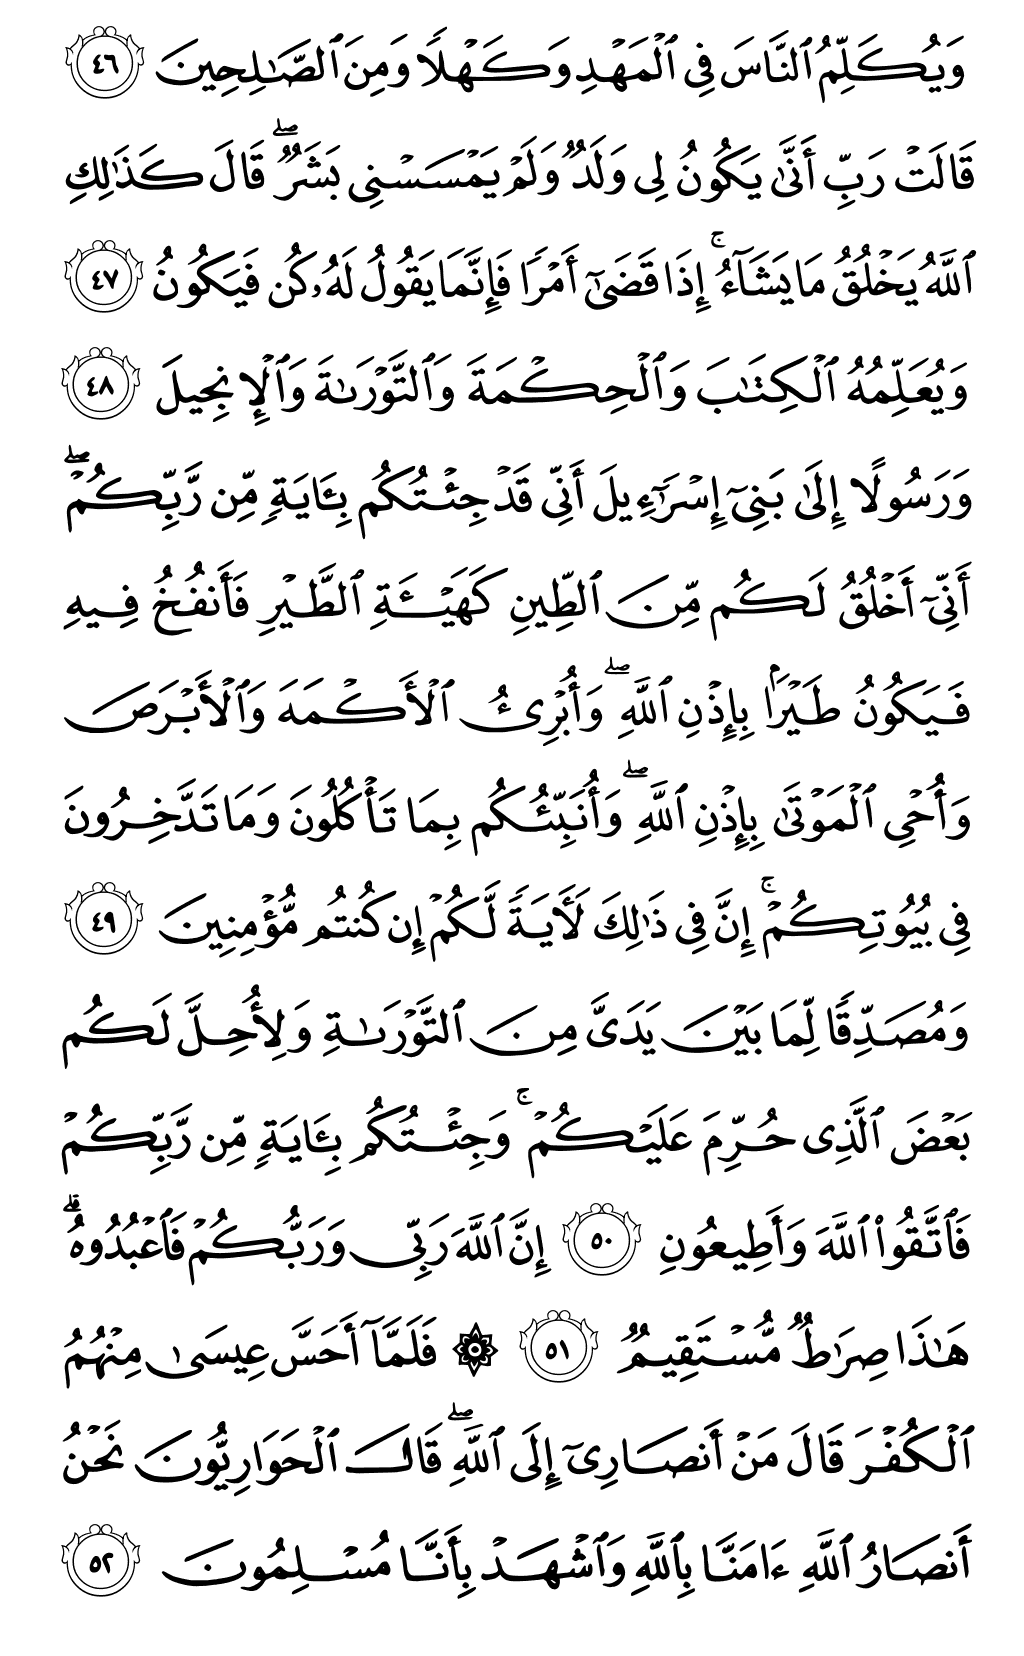 وَيُكَلِّمُ ٱلنَّاسَ فِي ٱلۡمَهۡدِ وَكَهۡلٗا وَمِنَ ٱلصَّٰلِحِينَ ٤٦
قَالَتۡ رَبِّ أَنَّىٰ يَكُونُ لِي وَلَدٞ وَلَمۡ يَمۡسَسۡنِي بَشَرٞۖ قَالَ كَذَٰلِكِ
ٱللَّهُ يَخۡلُقُ مَا يَشَآءُۚ إِذَا قَضَىٰٓ أَمۡرٗا فَإِنَّمَا يَقُولُ لَهُۥ كُن فَيَكُونُ ٤٧
وَيُعَلِّمُهُ ٱلۡكِتَٰبَ وَٱلۡحِكۡمَةَ وَٱلتَّوۡرَىٰةَ وَٱلۡإِنجِيلَ ٤٨
وَرَسُولًا إِلَىٰ بَنِيٓ إِسۡرَٰٓءِيلَ أَنِّي قَدۡ جِئۡتُكُم بِـَٔايَةٖ مِّن رَّبِّكُمۡۖ
أَنِّيٓ أَخۡلُقُ لَكُم مِّنَ ٱلطِّينِ كَهَيۡـَٔةِ ٱلطَّيۡرِ فَأَنفُخُ فِيهِ
فَيَكُونُ طَيۡرَۢا بِإِذۡنِ ٱللَّهِۖ وَأُبۡرِئُ ٱلۡأَكۡمَهَ وَٱلۡأَبۡرَصَ
وَأُحۡيِ ٱلۡمَوۡتَىٰ بِإِذۡنِ ٱللَّهِۖ وَأُنَبِّئُكُم بِمَا تَأۡكُلُونَ وَمَا تَدَّخِرُونَ
فِي بُيُوتِكُمۡۚ إِنَّ فِي ذَٰلِكَ لَأٓيَةٗ لَّكُمۡ إِن كُنتُم مُّؤۡمِنِينَ ٤٩
وَمُصَدِّقٗا لِّمَا بَيۡنَ يَدَيَّ مِنَ ٱلتَّوۡرَىٰةِ وَلِأُحِلَّ لَكُم
بَعۡضَ ٱلَّذِي حُرِّمَ عَلَيۡكُمۡۚ وَجِئۡتُكُم بِـَٔايَةٖ مِّن رَّبِّكُمۡ
فَٱتَّقُواْ ٱللَّهَ وَأَطِيعُونِ ٥٠ إِنَّ ٱللَّهَ رَبِّي وَرَبُّكُمۡ فَٱعۡبُدُوهُۗ
هَٰذَا صِرَٰطٞ مُّسۡتَقِيمٞ ٥١ ۞ فَلَمَّآ أَحَسَّ عِيسَىٰ مِنۡهُمُ
ٱلۡكُفۡرَ قَالَ مَنۡ أَنصَارِيٓ إِلَى ٱللَّهِۖ قَالَ ٱلۡحَوَارِيُّونَ نَحۡنُ
أَنصَارُ ٱللَّهِ ءَامَنَّا بِٱللَّهِ وَٱشۡهَدۡ بِأَنَّا مُسۡلِمُونَ ٥٢